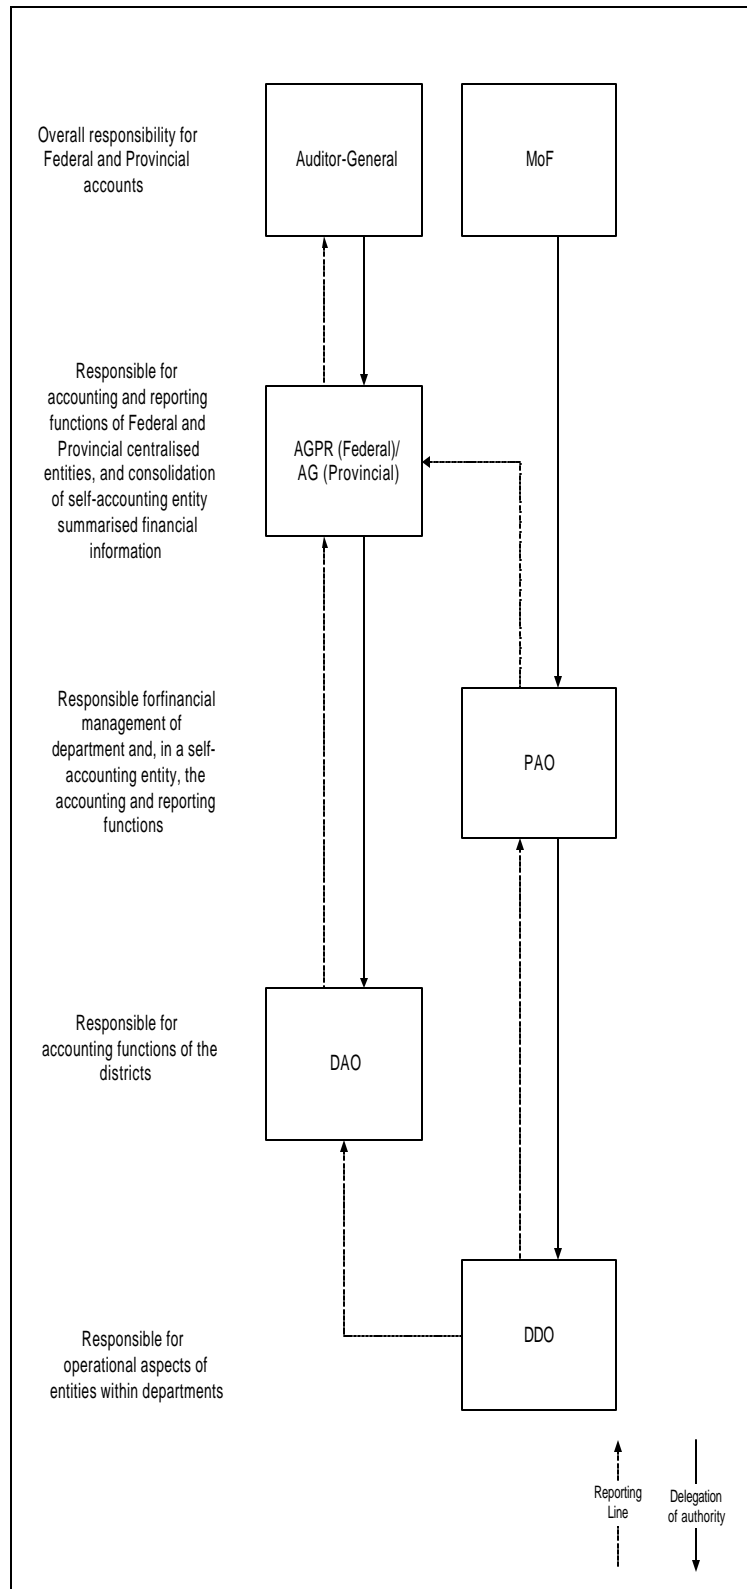 Overall responsibility for
Federal and Provincial
accounts
Auditor-General
MoF
Responsible for
accounting and reporting
functions of Federal and
Provincial centralised
entities, and consolidation
of self-accounting entity
summarised financial
information
AGPR (Federal)/
AG (Provincial)
Responsible forfinancial
management of
department and, in a self-
accounting entity, the
accounting and reporting
functions
PAO
Responsible for
accounting functions of the
districts
DAO
Responsible for
operational aspects of
entities within departments
DDO
Reporting
Line
Delegation
of authority